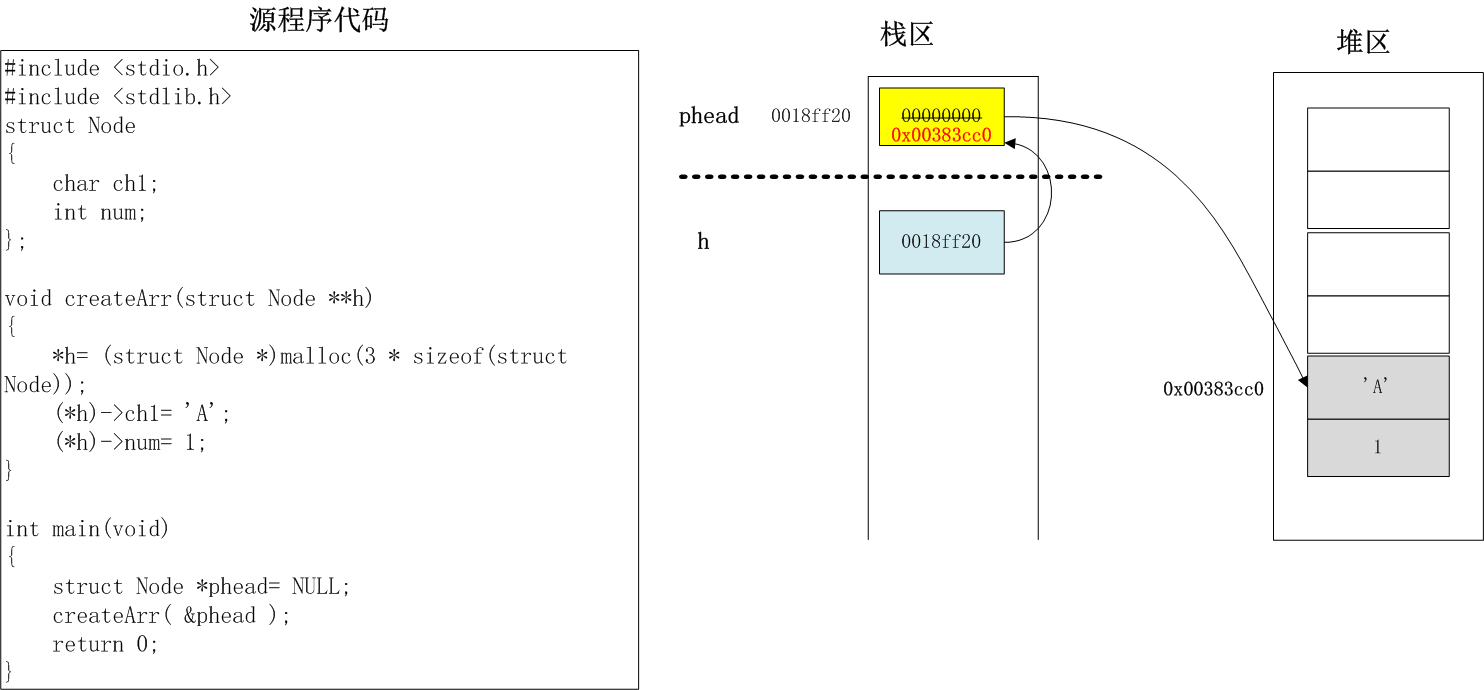 源程序代码
#include <stdio.h>
#include <stdlib.h>
struct Node
{
    char ch1;
    int num;
};
void createArr(struct Node **h)
{
    *h= (struct Node *)malloc(3 * sizeof(struct
Node));
    (*h)->ch1= 'A';
    (*h)->num= 1;
}
int main(void)
{
    struct Node *phead= NULL;
    createArr( &phead );
    return 0;
}
栈区
phead 0018ff20 00000000
0x00383cc0
h 0018ff20
堆区
0x00383cc0 'A'
1